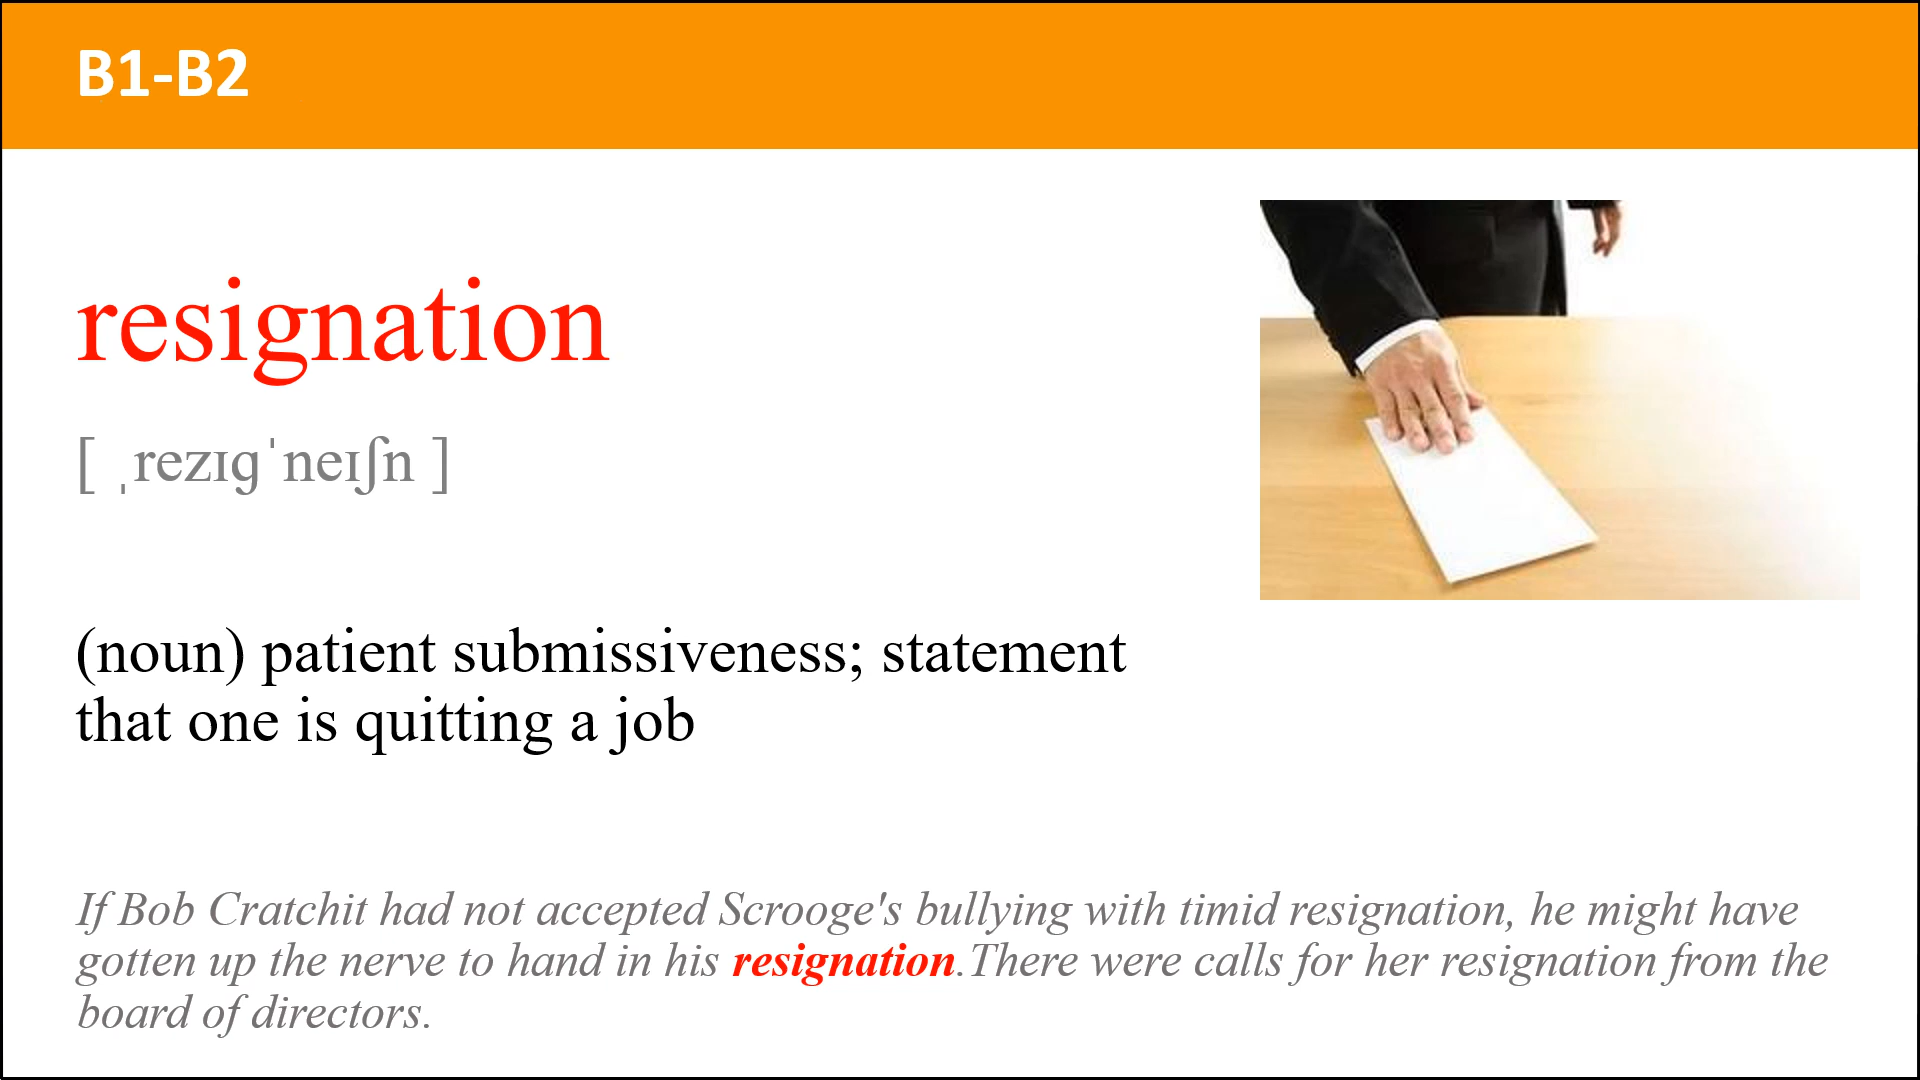 B1-B2
resignation
[ ˌrezɪɡˈneɪʃn ]
(noun) patient submissiveness; statement
that one is quitting a job
If Bob Cratchit had not accepted Scrooge's bullying with timid resignation, he might have
gotten up the nerve to hand in his resignation.There were calls for her resignation from the
board of directors.